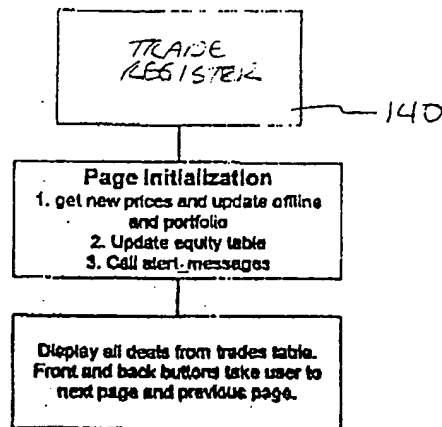 TRADE
REGISTER
140
Page Initialization
1. get new prices and update offline
and portfolio
2. Update equity table
3. Call alert-messages
Display all deals from trades table.
Front and back buttons take user to
next page and previous page.